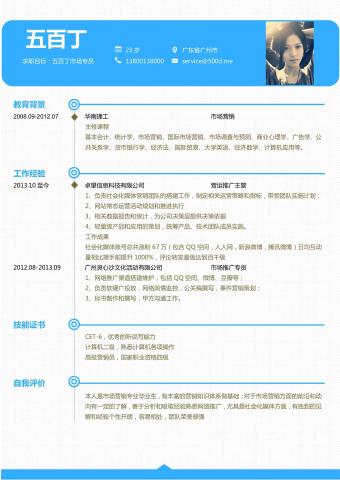 五百丁
求职目标：五百丁市场专员
23 岁
广东省广州市
13800138000
service@500d.me
教育背景
2008.09-2012.07 华南理工 市场营销
主修课程
基本会计、统计学、市场营销、国际市场营销、市场调查与预测、商业心理学、广告学、公
共关系学、货币银行学、经济法、国际贸易、大学英语、经济数学、计算机应用等。
工作经验
2013.10 至今 卓望信息科技有限公司 营运推广主管
1、负责社会化媒体营销团队的搭建工作，制定相关运营策略和指标，带领团队实施计划；
2、网站常态运营活动规划和推进执行
3、相关数据报告和统计，为公司决策层提供决策依据
4、轻量级产品和应用的策划，统筹产品、技术团队成员实施。
工作成果
社会化媒体账号总共涨粉 67 万（包含 QQ 空间，人人网，新浪微博，腾讯微博）日均互动
量相比接手前提升 1000%，评论转发量级达到百千级
2012.08-2013.09 广州灵心沙文化活动有限公司 市场推广专员
1、网络推广渠道搭建维护，包括 QQ 空间、微博、豆瓣等；
2、负责软硬广投放，网络舆情监控，公关稿撰写，事件营销策划；
3、标书制作和撰写，甲方沟通工作。
技能证书
CET-6，优秀的听说写能力
计算机二级，熟悉计算机各项操作
高级营销员，国家职业资格四级
自我评价
本人是市场营销专业毕业生，有丰富的营销知识体系做基础；对于市场营销方面的前沿和动
向有一定的了解，善于分析和吸取经验熟悉网络推广，尤其是社会化媒体方面，有独到的见
解和经验个性开朗，容易相处，团队荣誉感强